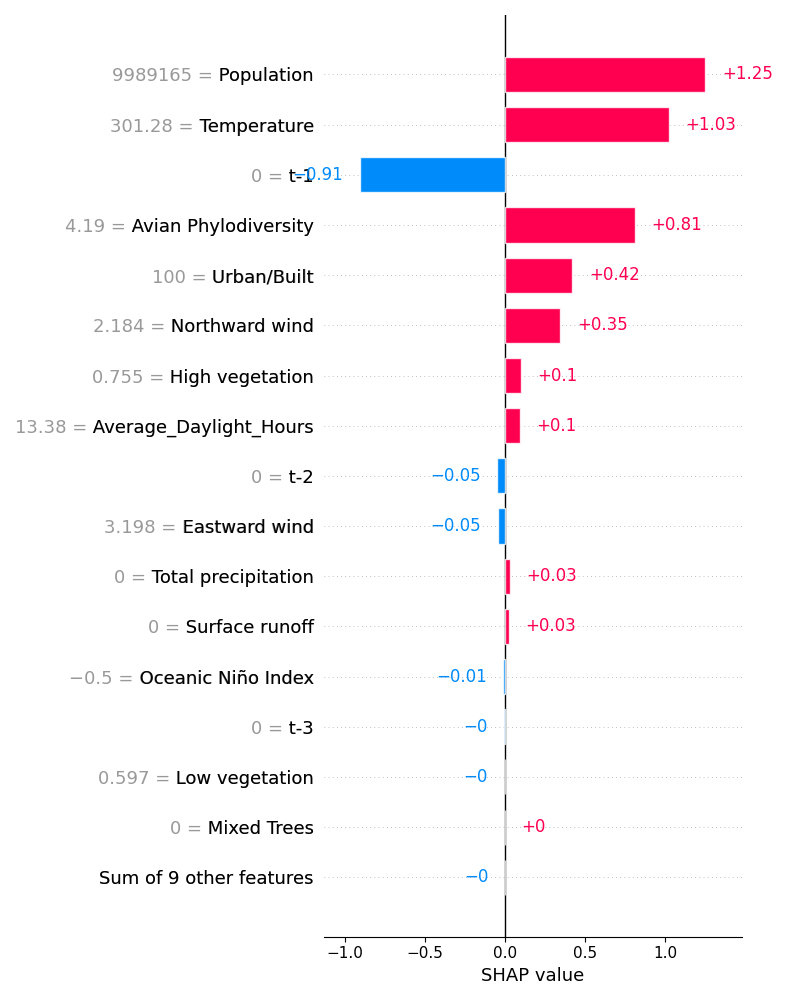 9989165 = Population +1.25
301.28 = Temperature +1.03
0 = t-1 −0.91
4.19 = Avian Phylodiversity +0.81
100 = Urban/Built +0.42
2.184 = Northward wind +0.35
0.755 = High vegetation +0.1
13.38 = Average_Daylight_Hours +0.1
0 = t-2 −0.05
3.198 = Eastward wind −0.05
0 = Total precipitation +0.03
0 = Surface runoff +0.03
−0.5 = Oceanic Niño Index −0.01
0 = t-3 −0
0.597 = Low vegetation −0
0 = Mixed Trees +0
Sum of 9 other features −0
−1.0 −0.5 0.0 0.5 1.0
SHAP value